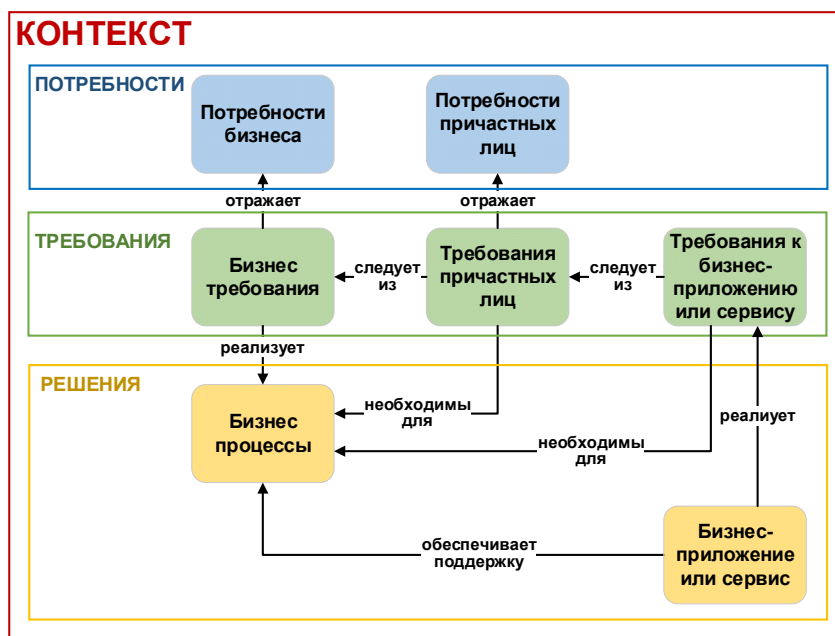 КОНТЕКСТ
ПОТРЕБНОСТИ
Потребности
бизнеса
Потребности
причастных
лиц
отражает
отражает
ТРЕБОВАНИЯ
Бизнес
требования
следует
из
Требования
причастных
лиц
следует
из
Требования к
бизнес-
приложению
или сервису
реализует
РЕШЕНИЯ
Бизнес
процессы
необходимы
для
необходимы
для
реалиует
обеспечивает
поддержку
Бизнес-
приложение
или сервис